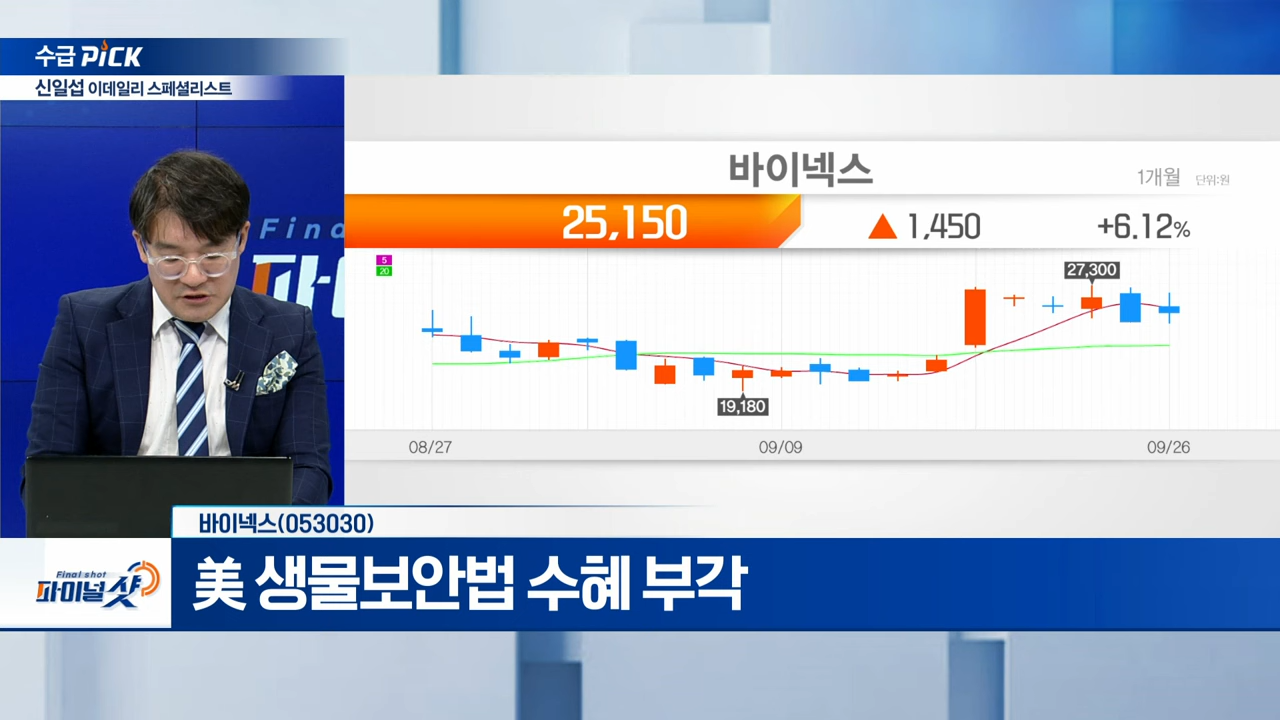 수급 PiCK
신일섭 이데일리 스페셜리스트
Fina
파이
바이넥스
1개월 단위:원
25,150 ▲ 1,450 +6.12%
5
20
27,300
19,180
08/27 09/09 09/26
바이넥스(053030)
Final shot
파이널샷
美 생물보안법 수혜 부각